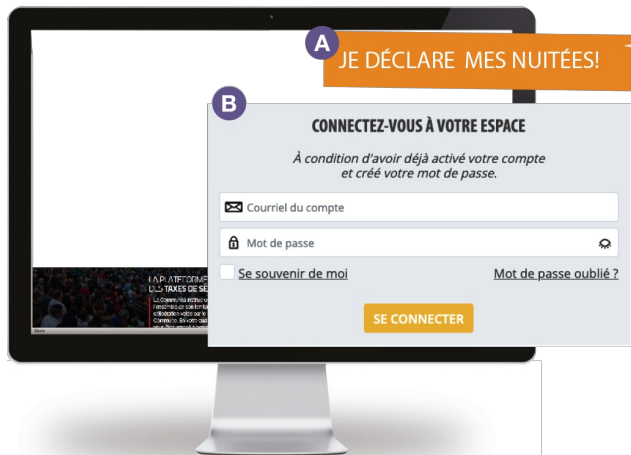 A
JE DÉCLARE MES NUITÉES!
B
CONNECTEZ-VOUS À VOTRE ESPACE
À condition d'avoir déjà activé votre compte
et créé votre mot de passe.
Courriel du compte
Mot de passe
Se souvenir de moi
Mot de passe oublié ?
SE CONNECTER
LA PLATEFORME
TAXES DE SÉ